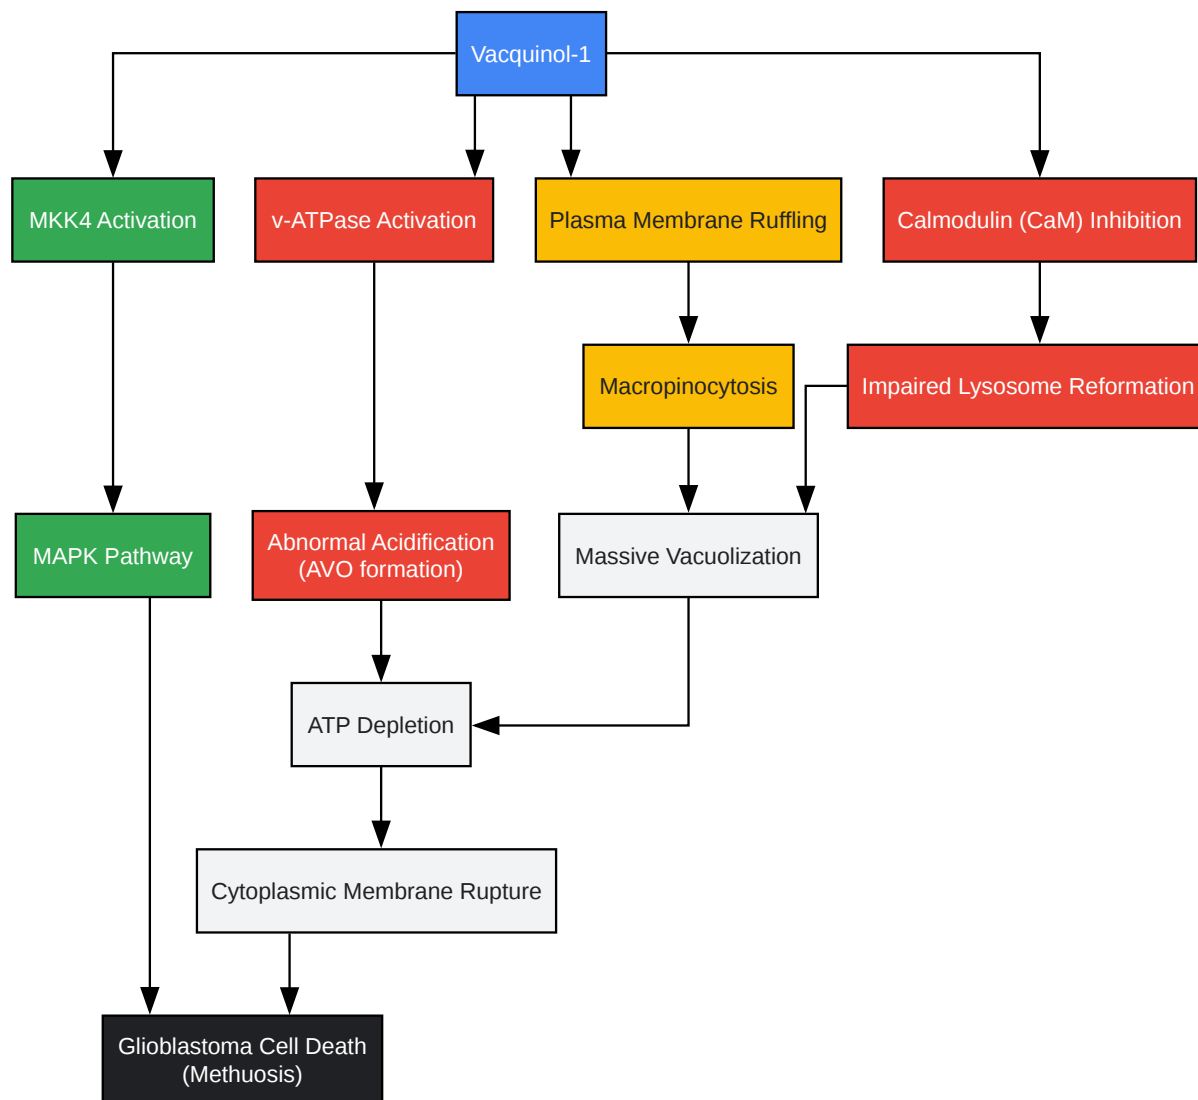 Vacquinol-1
MKK4 Activation
v-ATPase Activation
Plasma Membrane Ruffling
Calmodulin (CaM) Inhibition
Macropinocytosis
Impaired Lysosome Reformation
MAPK Pathway
Abnormal Acidification
(AVO formation)
Massive Vacuolization
ATP Depletion
Cytoplasmic Membrane Rupture
Glioblastoma Cell Death
(Methuosis)